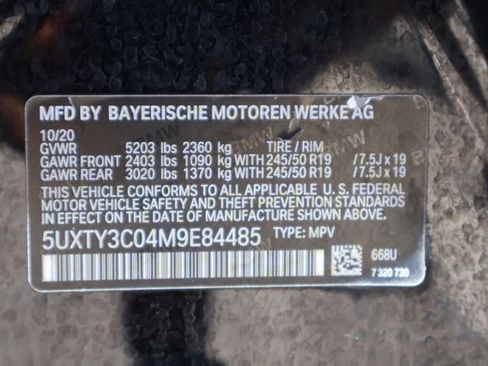 MFD BY BAYERISCHE MOTOREN WERKE AG
10/20
GVWR 5203 lbs 2360 kg TIRE / RIM
GAWR FRONT 2403 lbs 1090 kg WITH 245/50 R19 / 7.5J x 19
GAWR REAR 3020 lbs 1370 kg WITH 245/50 R19 / 7.5J x 19
THIS VEHICLE CONFORMS TO ALL APPLICABLE U. S. FEDERAL
MOTOR VEHICLE SAFETY AND THEFT PREVENTION STANDARDS
IN EFFECT ON THE DATE OF MANUFACTURE SHOWN ABOVE.
5UXTY3C04M9E84485 TYPE: MPV
668U
7 320 730